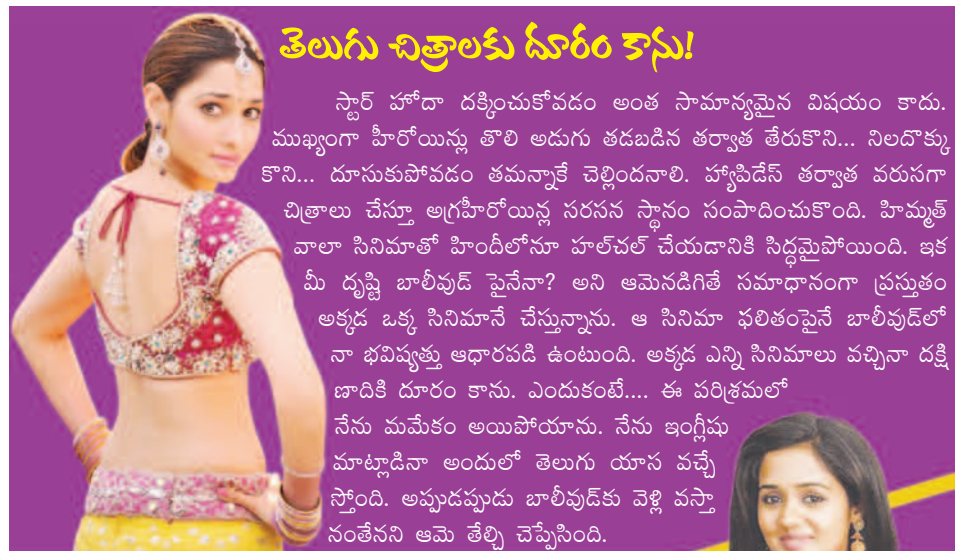 తెలుగు చిత్రాలకు దూరం కాను!
స్టార్ హోదా దక్కించుకోవడం అంత సామాన్యమైన విషయం కాదు.
ముఖ్యంగా హీరోయిన్లు తొలి అడుగు తడబడిన తర్వాత తేరుకొని... నిలదొక్కు
కొని... దూసుకుపోవడం తమన్నాకే చెల్లిందనాలి. హ్యాపిడేస్ తర్వాత వరుసగా
చిత్రాలు చేస్తూ అగ్రహీరోయిన్ల సరసన స్థానం సంపాదించుకొంది. హిమ్మత్
వాలా సినిమాతో హిందీలోనూ హల్‌చల్ చేయడానికి సిద్ధమైపోయింది. ఇక
మీ దృష్టి బాలీవుడ్ పైనేనా? అని ఆమెనడిగితే సమాధానంగా ప్రస్తుతం
అక్కడ ఒక్క సినిమానే చేస్తున్నాను. ఆ సినిమా ఫలితంపైనే బాలీవుడ్‌లో
నా భవిష్యత్తు ఆధారపడి ఉంటుంది. అక్కడ ఎన్ని సినిమాలు వచ్చినా దక్షి
ణాదికి దూరం కాను. ఎందుకంటే.... ఈ పరిశ్రమలో
నేను మమేకం అయిపోయాను. నేను ఇంగ్లీషు
మాట్లాడినా అందులో తెలుగు యాస వచ్చే
స్తోంది. అప్పుడప్పుడు బాలీవుడ్‌కు వెళ్లి వస్తా
నంతేనని ఆమె తేల్చి చెప్పేసింది.